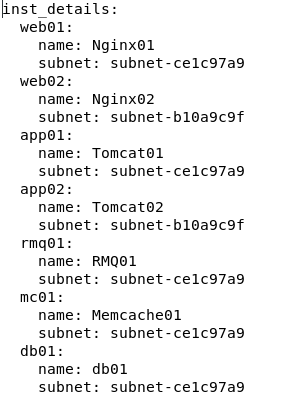 inst_details:
  web01:
    name: Nginx01
    subnet: subnet-ce1c97a9
  web02:
    name: Nginx02
    subnet: subnet-b10a9c9f
  app01:
    name: Tomcat01
    subnet: subnet-ce1c97a9
  app02:
    name: Tomcat02
    subnet: subnet-b10a9c9f
  rmq01:
    name: RMQ01
    subnet: subnet-ce1c97a9
  mc01:
    name: Memcache01
    subnet: subnet-ce1c97a9
  db01:
    name: db01
    subnet: subnet-ce1c97a9